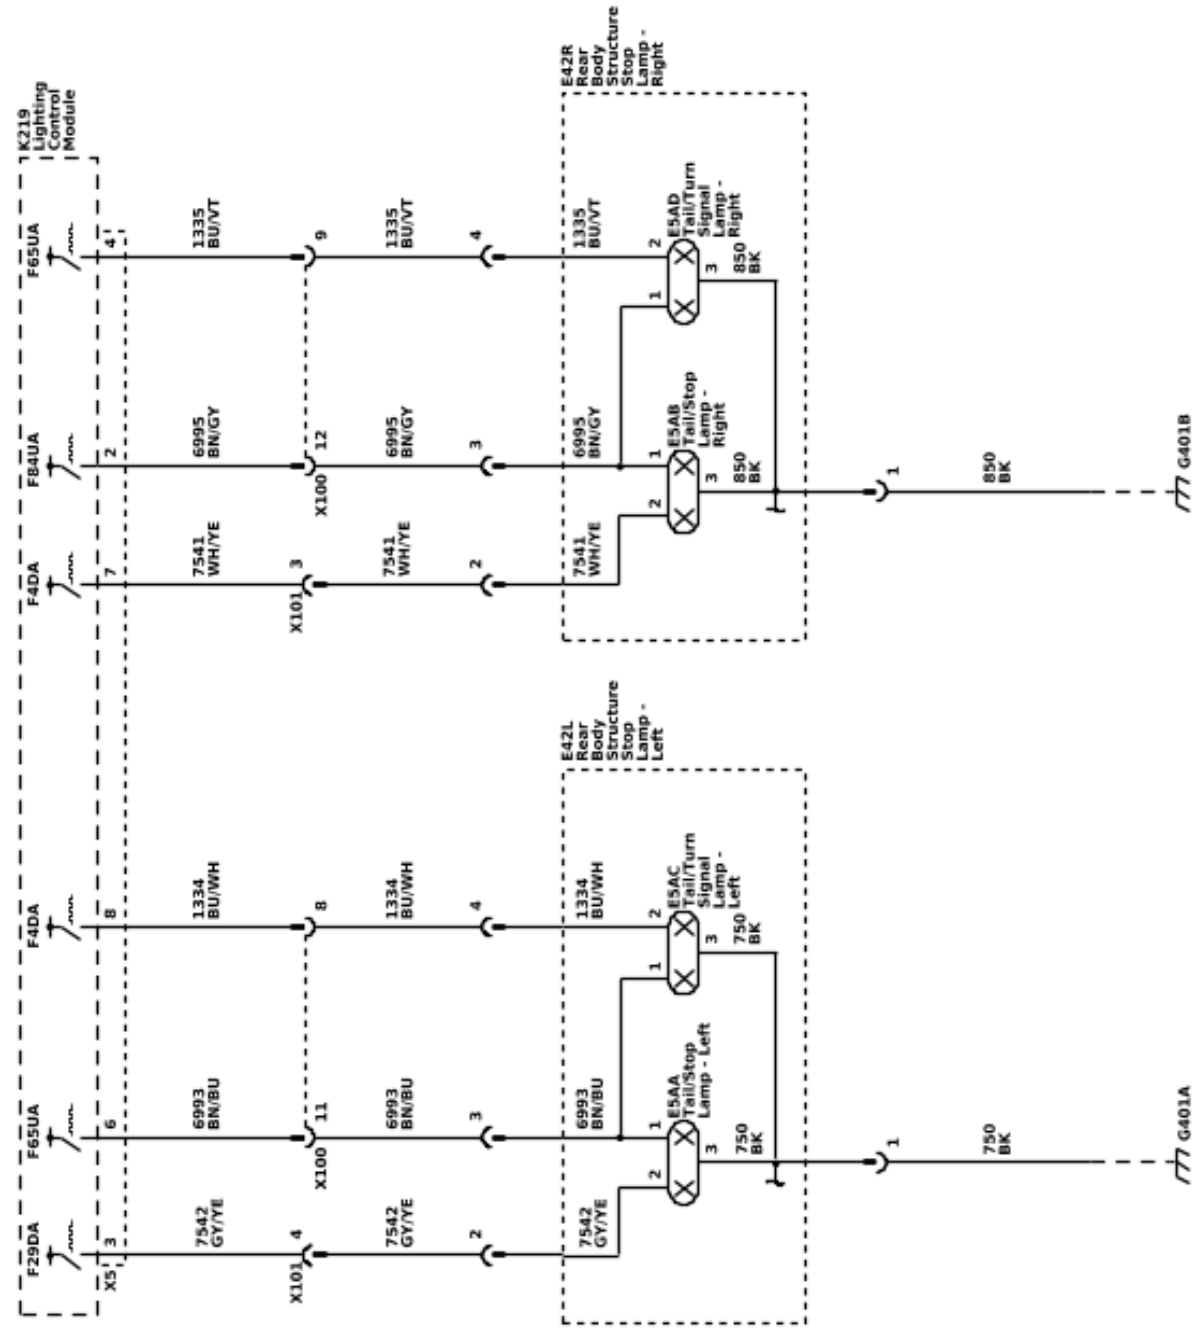 K219
Lighting
Control
Module
F29DA
F65UA
F4DA
F4DA
F84UA
F65UA
X5
3
6
8
7
2
4
7542
GY/YE
6993
BN/BU
1334
BU/WH
7541
WH/YE
6995
BN/GY
1335
BU/VT
X101
4
X100
11
8
X101
3
X100
12
9
7542
GY/YE
6993
BN/BU
1334
BU/WH
7541
WH/YE
6995
BN/GY
1335
BU/VT
2
3
4
2
3
4
E42L
Rear
Body
Structure
Stop
Lamp -
Left
E42R
Rear
Body
Structure
Stop
Lamp -
Right
7542
GY/YE
6993
BN/BU
1334
BU/WH
7541
WH/YE
6995
BN/GY
1335
BU/VT
2
1
1
2
2
1
1
2
E5AA
Tail/Stop
Lamp - Left
E5AC
Tail/Turn
Signal
Lamp -
Left
E5AB
Tail/Stop
Lamp -
Right
E5AD
Tail/Turn
Signal
Lamp -
Right
3
3
3
3
750
BK
750
BK
850
BK
850
BK
1
1
750
BK
850
BK
G401A
G401B